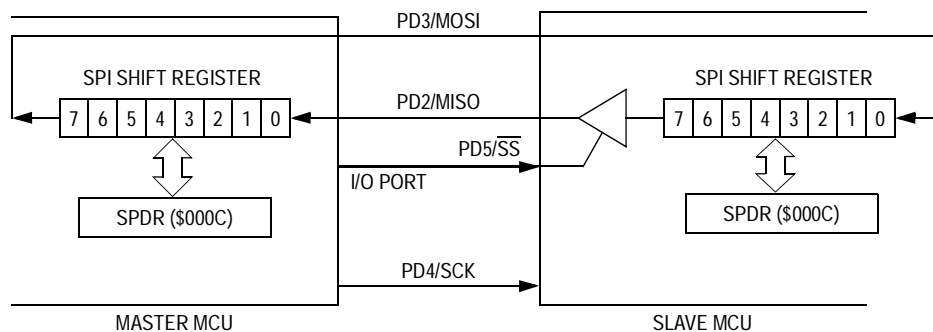 PD3/MOSI
SPI SHIFT REGISTER
SPI SHIFT REGISTER
PD2/MISO
7 6 5 4 3 2 1 0
7 6 5 4 3 2 1 0
PD5/S̅S̅
I/O PORT
SPDR ($000C)
SPDR ($000C)
PD4/SCK
MASTER MCU
SLAVE MCU